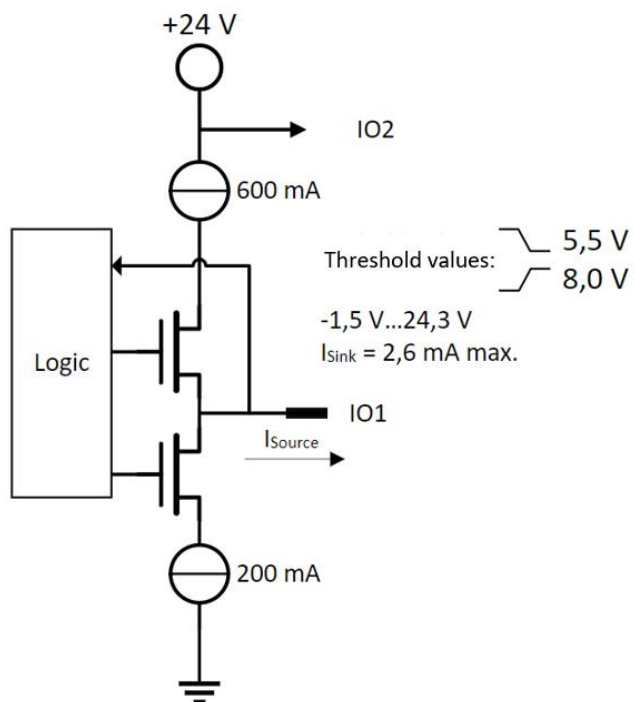 +24 V
IO2
600 mA
5,5 V
Threshold values:
8,0 V
-1,5 V...24,3 V
ISink = 2,6 mA max.
Logic
IO1
ISource
200 mA